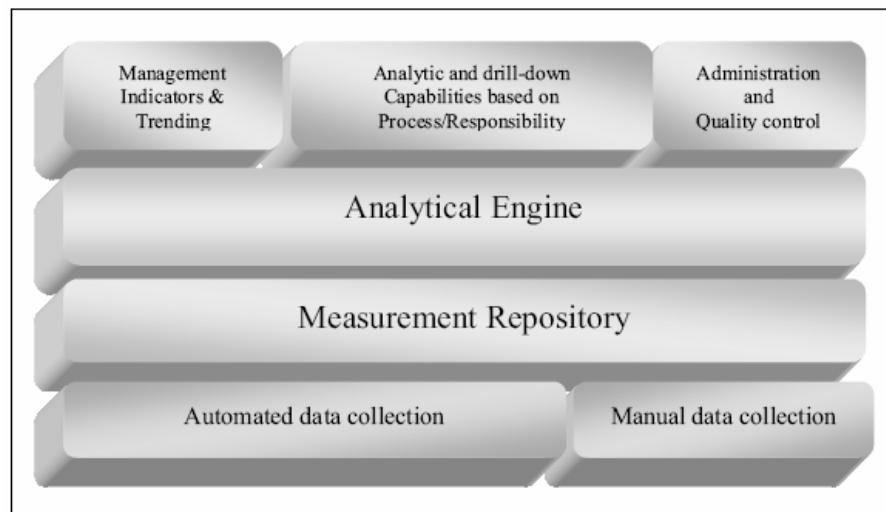 Management
Indicators &
Trending
Analytic and drill-down
Capabilities based on
Process/Responsibility
Administration
and
Quality control
Analytical Engine
Measurement Repository
Automated data collection
Manual data collection